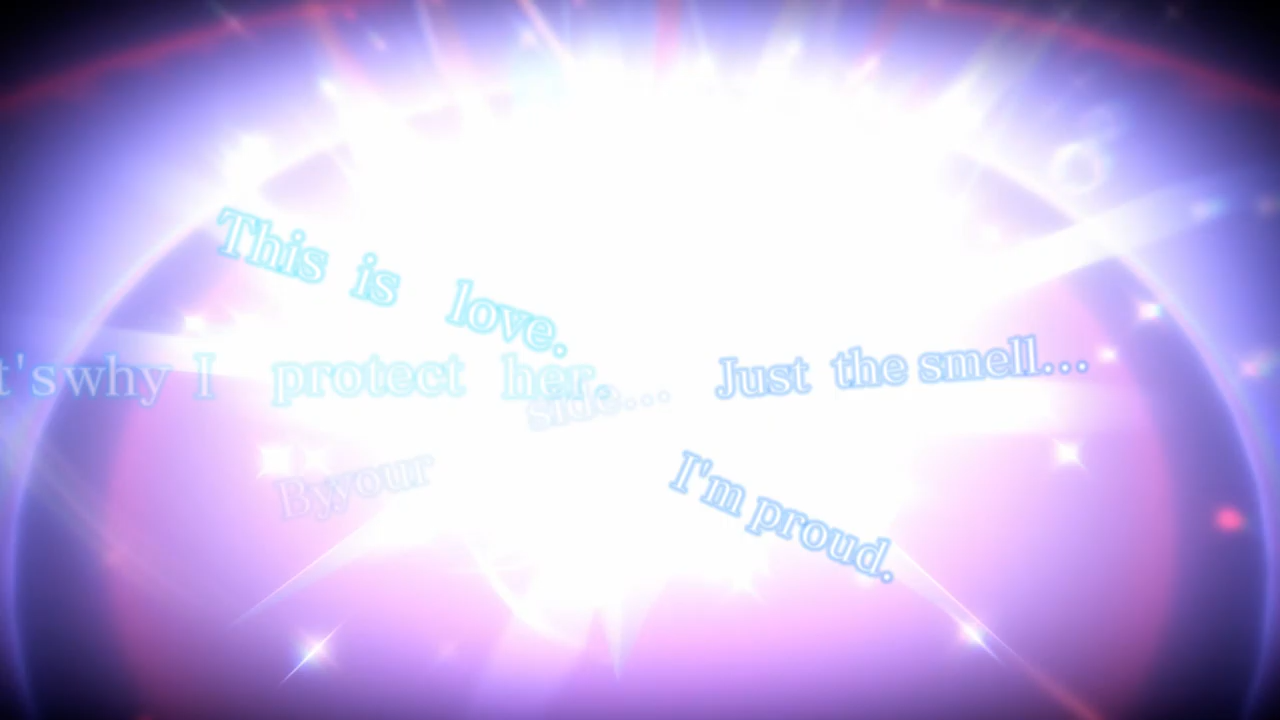 This is love.
t's why I protect her.
Just the smell...
By your side...
I'm proud.